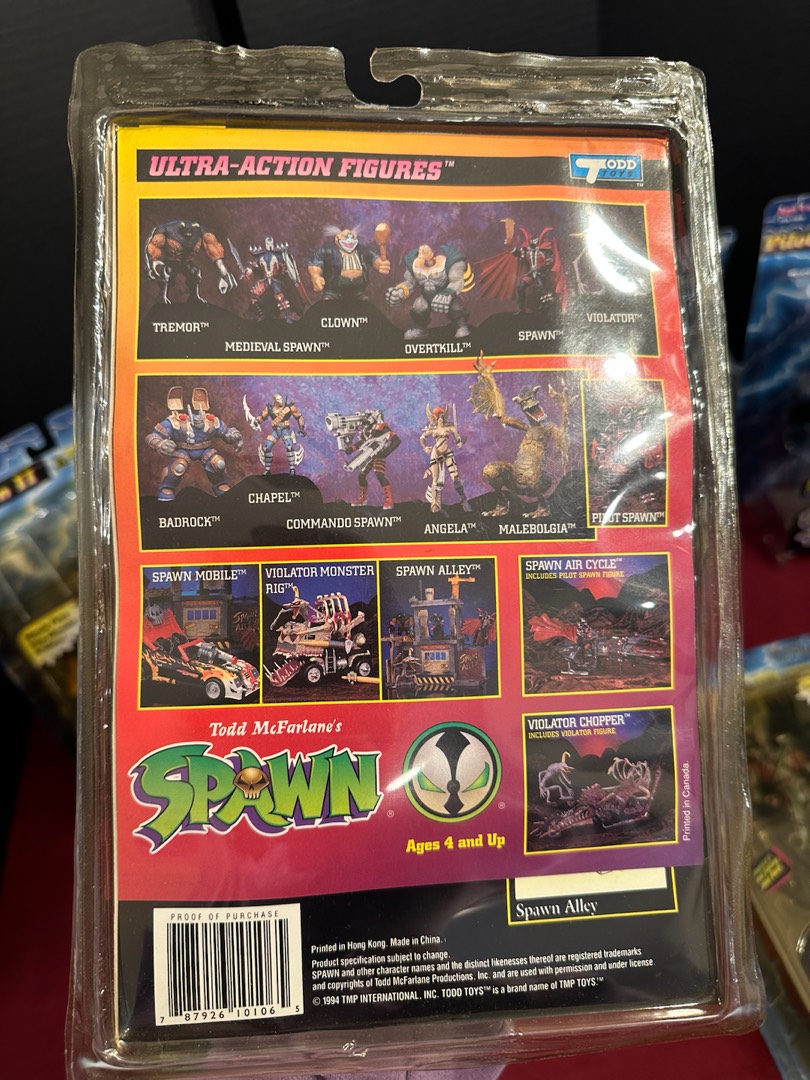 ULTRA-ACTION FIGURES™
TODD
TOYS™
TREMOR™
MEDIEVAL SPAWN™
CLOWN™
OVERTKILL™
SPAWN™
VIOLATOR™
BADROCK™
CHAPEL™
COMMANDO SPAWN™
ANGELA™
MALEBOLGIA™
PILOT SPAWN™
SPAWN MOBILE™
VIOLATOR MONSTER
RIG™
SPAWN ALLEY™
SPAWN AIR CYCLE™
INCLUDES PILOT SPAWN FIGURE
VIOLATOR CHOPPER™
INCLUDES VIOLATOR FIGURE
Todd McFarlane's
SPAWN®
®
Ages 4 and Up
Printed in Canada.
Spawn Alley
PROOF OF PURCHASE
7 87926 10106 5
Printed in Hong Kong. Made in China.
Product specification subject to change.
SPAWN and other character names and the distinct likenesses thereof are registered trademarks
and copyrights of Todd McFarlane Productions. Inc. and are used with permission and under license.
© 1994 TMP INTERNATIONAL. INC. TODD TOYS™ is a brand name of TMP TOYS.™